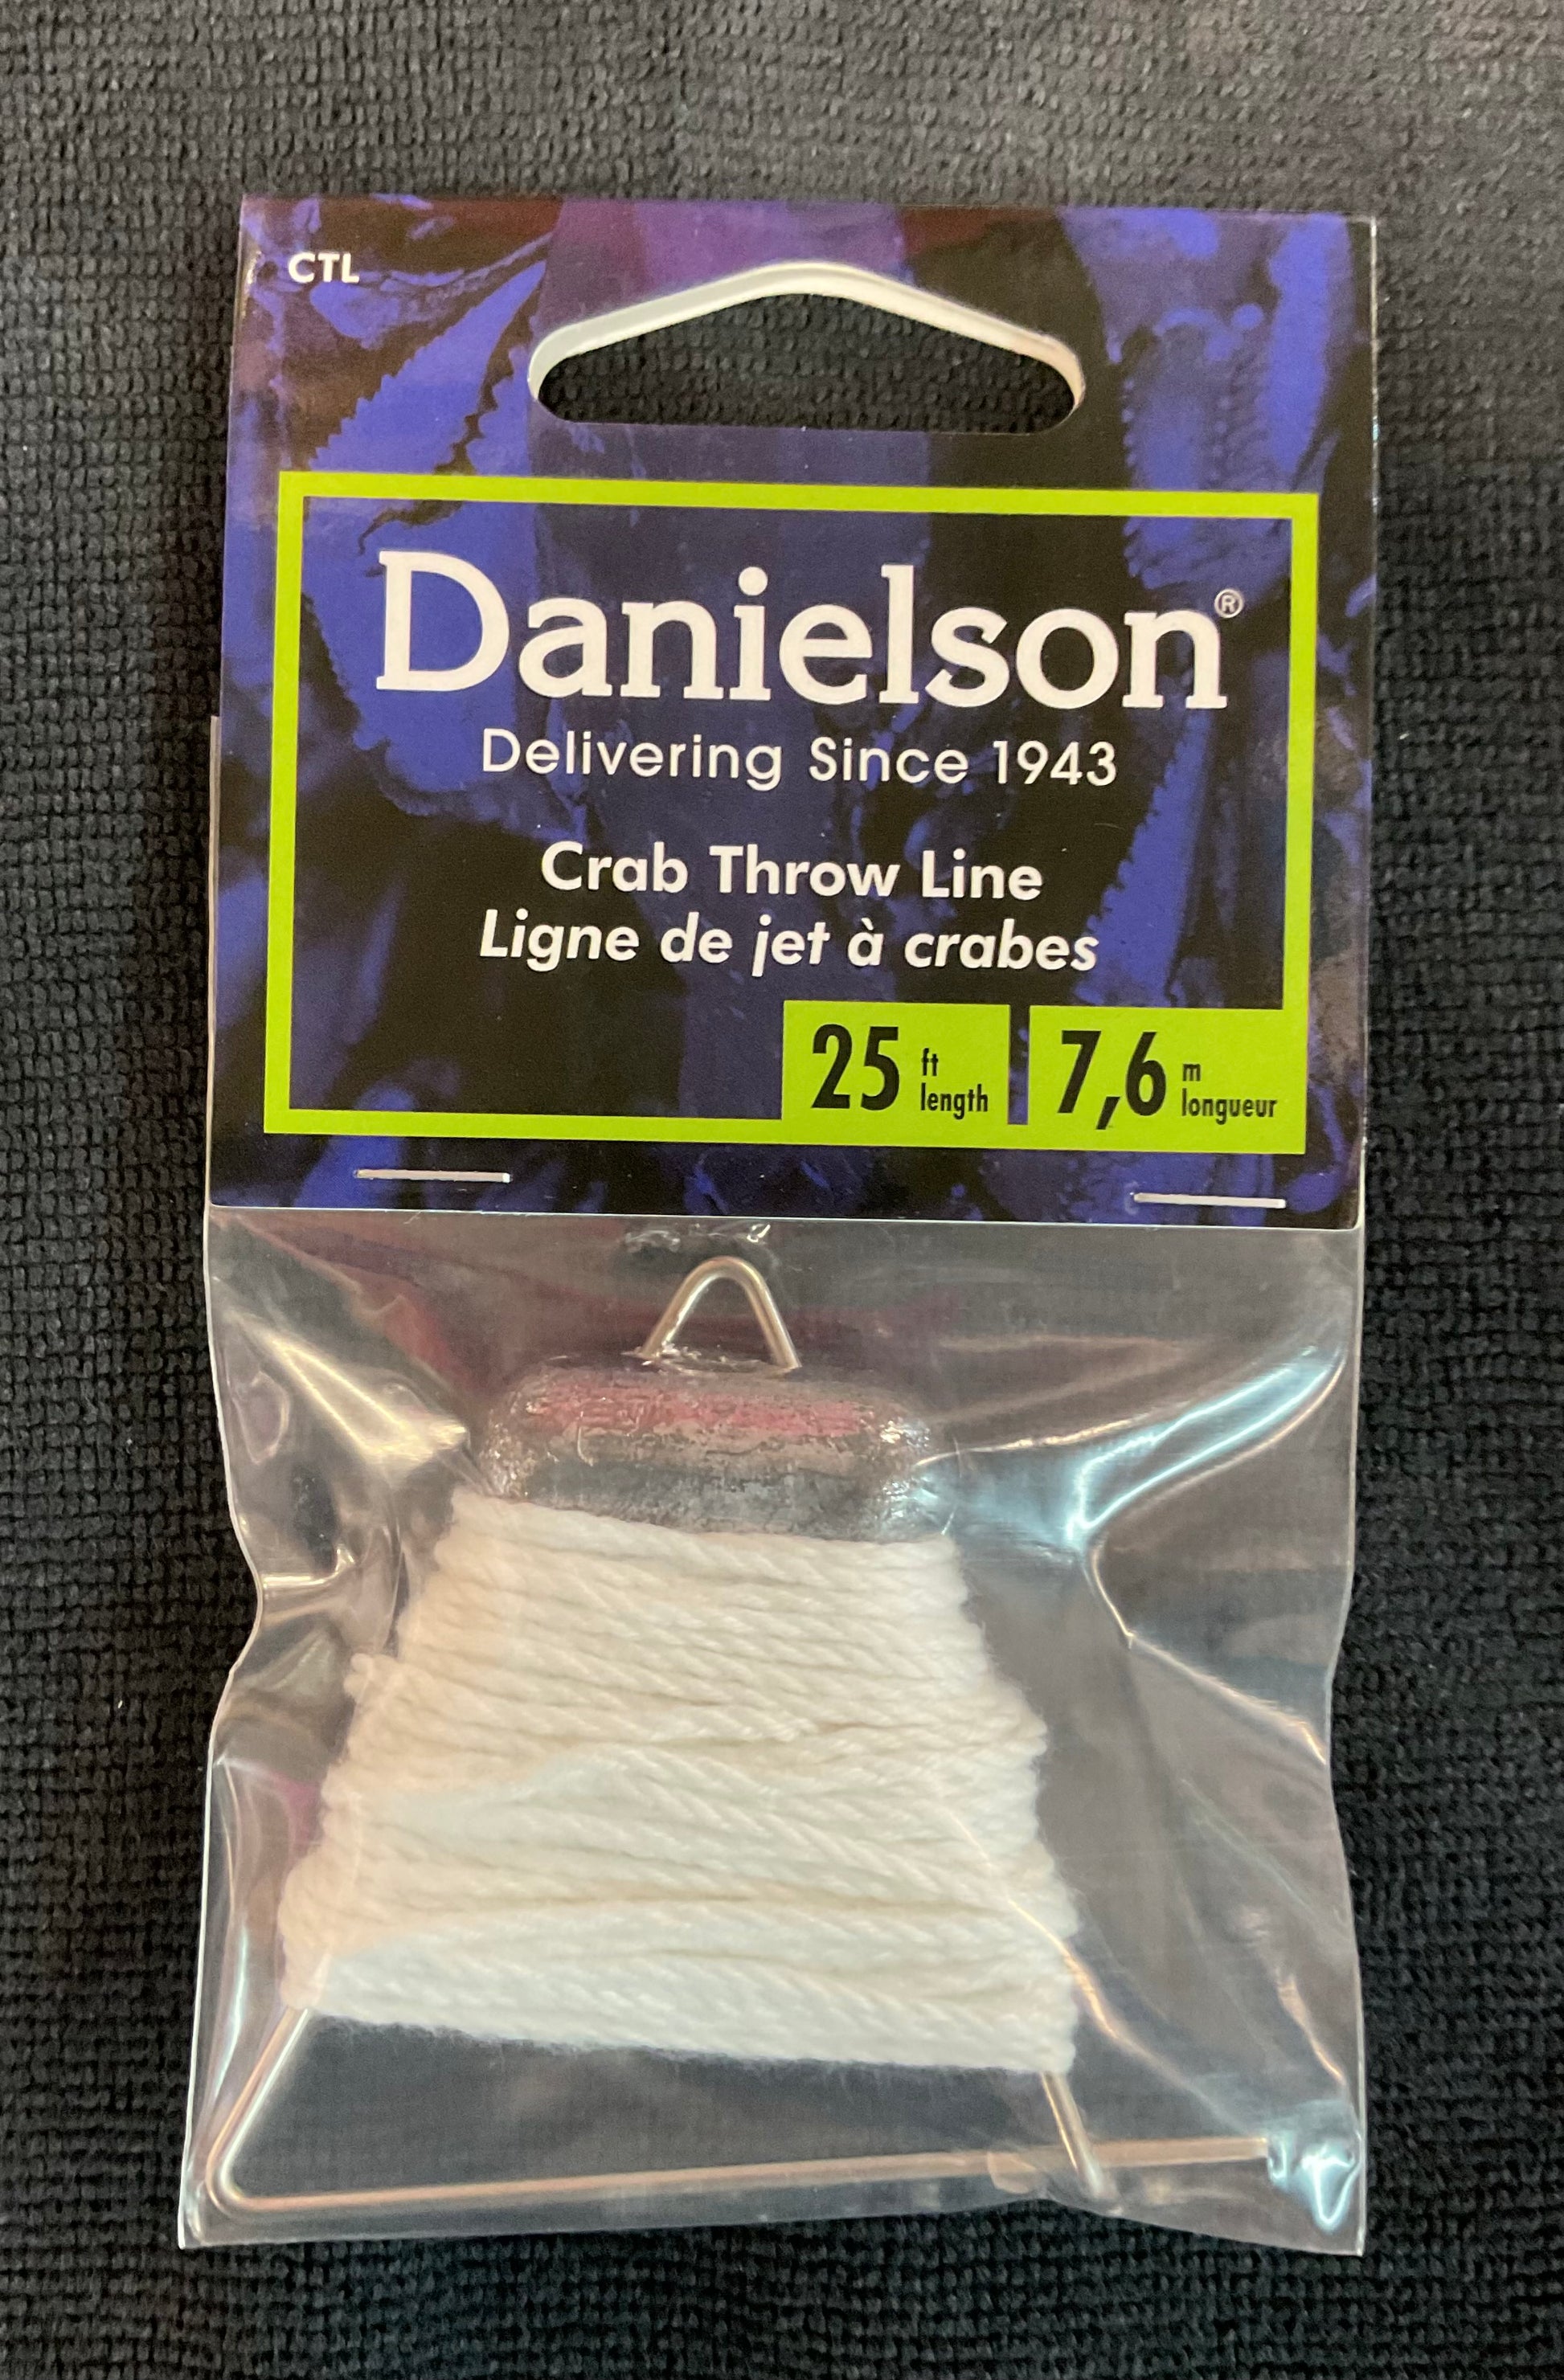 CTL
Danielson®
Delivering Since 1943
Crab Throw Line
Ligne de jet à crabes
25 ft length
7,6 m longueur